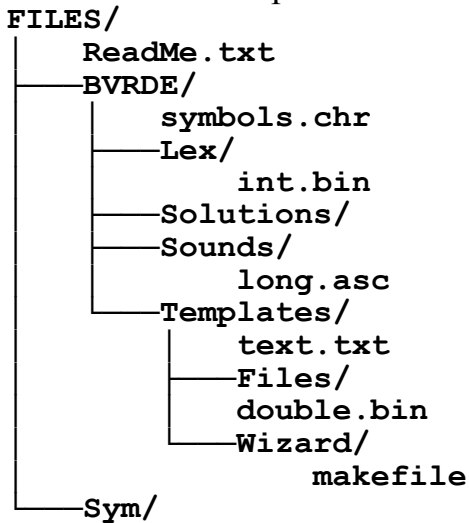 FILES/
ReadMe.txt
BVRDE/
symbols.chr
Lex/
int.bin
Solutions/
Sounds/
long.asc
Templates/
text.txt
Files/
double.bin
Wizard/
makefile
Sym/